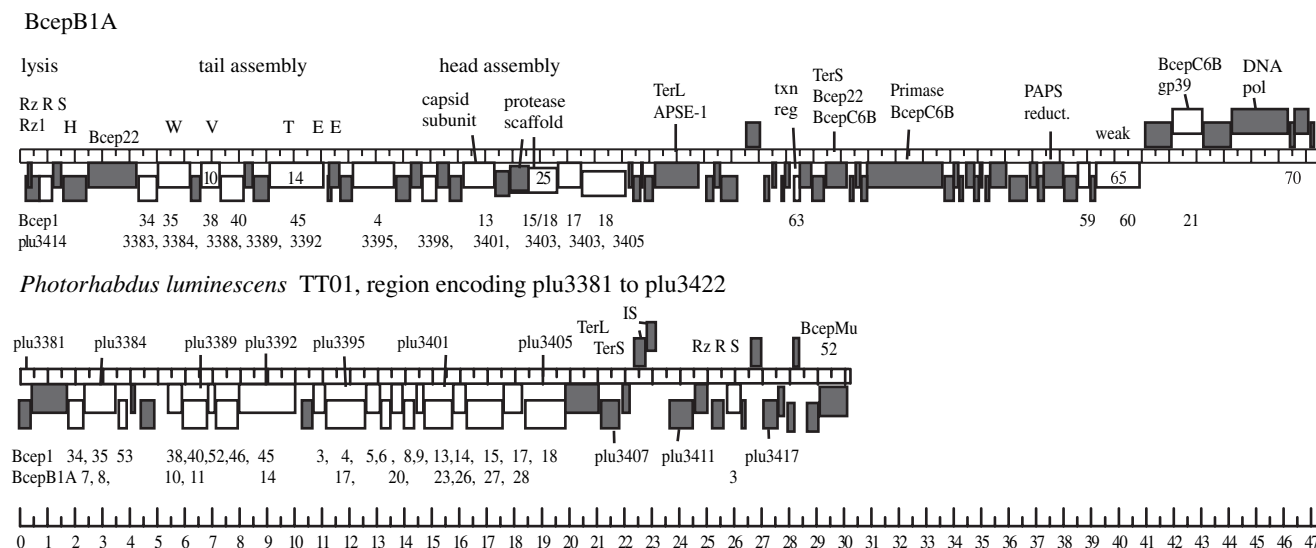 BcepB1A
lysis tail assembly head assembly
Rz R S
Rz1 H Bcep22 W V T E E
capsid
subunit
protease
scaffold
TerL
APSE-1
txn
reg
TerS
Bcep22
BcepC6B
Primase
BcepC6B
PAPS
reduct.
weak
BcepC6B
gp39
DNA
pol
10 14 25 65 70
Bcep1 34 35 38 40 45 4 13 15/18 17 18 63 59 60 21
plu3414 3383, 3384, 3388, 3389, 3392 3395, 3398, 3401, 3403, 3403, 3405
Photorhabdus luminescens TT01, region encoding plu3381 to plu3422
plu3381 plu3384 plu3389 plu3392 plu3395 plu3401 plu3405
TerL
TerS
IS
Rz R S
BcepMu
52
plu3407 plu3411 plu3417
Bcep1 34, 35 53 38,40,52,46, 45 3, 4, 5,6, 8,9, 13,14, 15, 17, 18
BcepB1A 7, 8, 10, 11 14 17, 20, 23,26, 27, 28 3
0 1 2 3 4 5 6 7 8 9 10 11 12 13 14 15 16 17 18 19 20 21 22 23 24 25 26 27 28 29 30 31 32 33 34 35 36 37 38 39 40 41 42 43 44 45 46 47